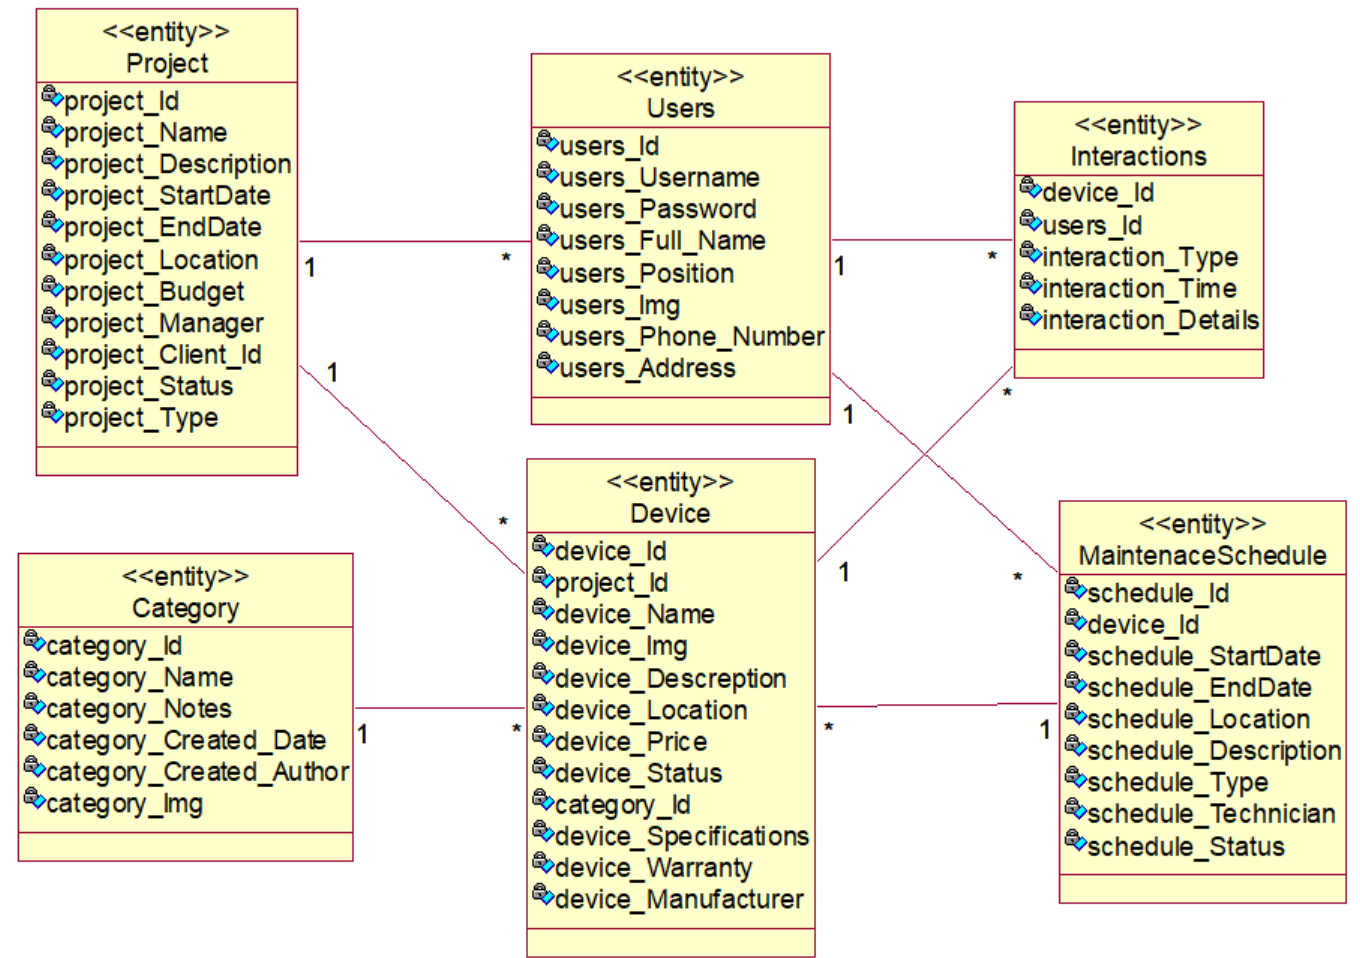 <<entity>>
Project
project_Id
project_Name
project_Description
project_StartDate
project_EndDate
project_Location
project_Budget
project_Manager
project_Client_Id
project_Status
project_Type
1
*
1
*
<<entity>>
Users
users_Id
users_Username
users_Password
users_Full_Name
users_Position
users_Img
users_Phone_Number
users_Address
1
*
1
*
<<entity>>
Interactions
device_Id
users_Id
interaction_Type
interaction_Time
interaction_Details
*
1
<<entity>>
Category
category_Id
category_Name
category_Notes
category_Created_Date
category_Created_Author
category_Img
1
*
<<entity>>
Device
device_Id
project_Id
device_Name
device_Img
device_Descreption
device_Location
device_Price
device_Status
category_Id
device_Specifications
device_Warranty
device_Manufacturer
*
1
<<entity>>
MaintenaceSchedule
schedule_Id
device_Id
schedule_StartDate
schedule_EndDate
schedule_Location
schedule_Description
schedule_Type
schedule_Technician
schedule_Status